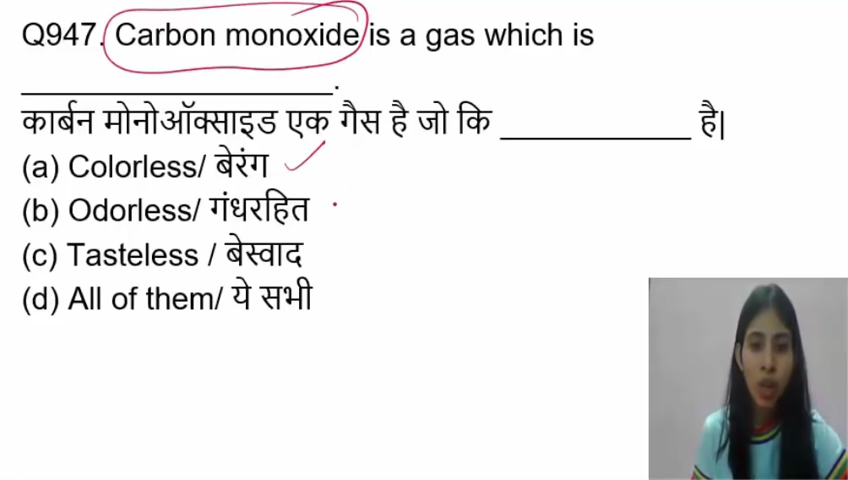 Q947. Carbon monoxide is a gas which is
____________________.
कार्बन मोनोऑक्साइड एक गैस है जो कि ____________ है|
(a) Colorless/ बेरंग
(b) Odorless/ गंधरहित
(c) Tasteless / बेस्वाद
(d) All of them/ ये सभी